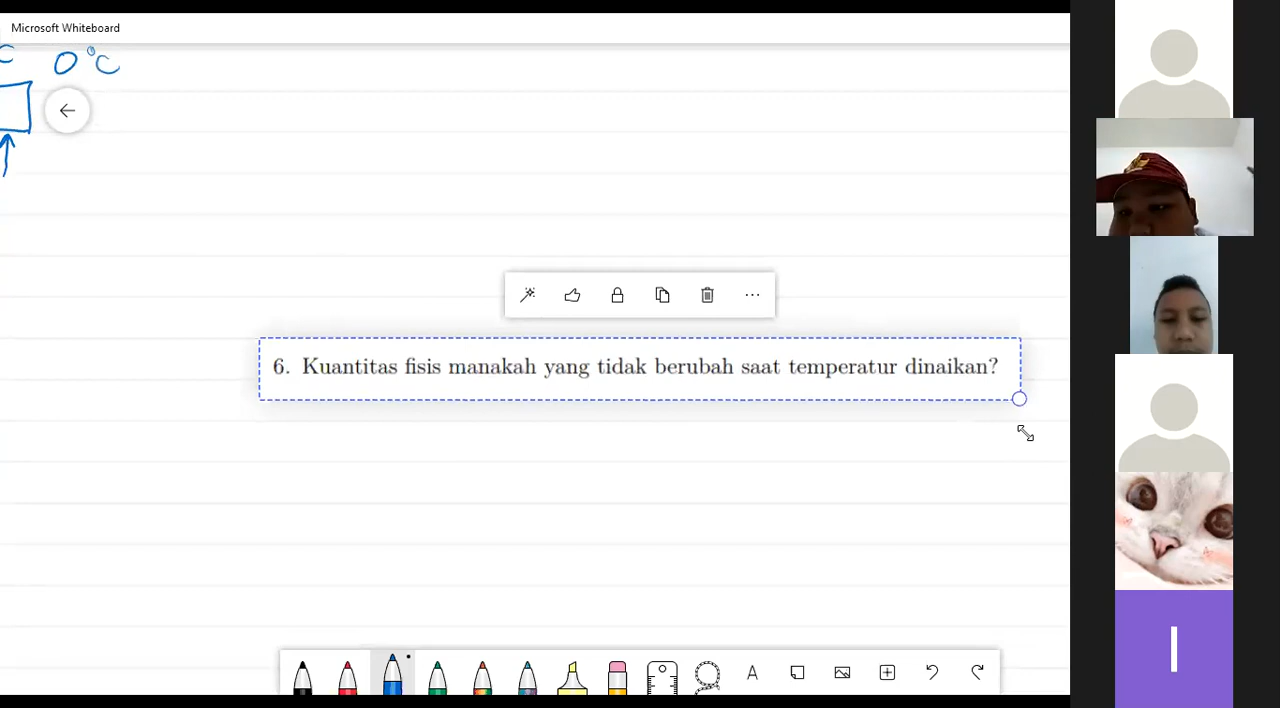 Microsoft Whiteboard
C 0°C
6. Kuantitas fisis manakah yang tidak berubah saat temperatur dinaikan?
A
I